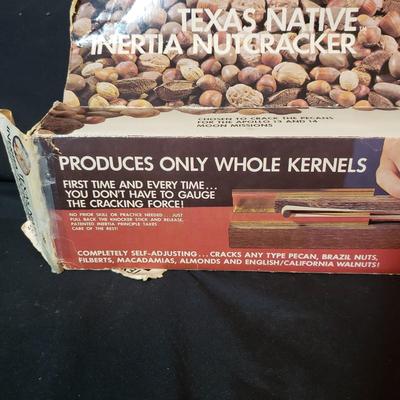 TEXAS NATIVE
INERTIA NUTCRACKER
CHOSEN TO CRACK THE PECANS
FOR THE APOLLO 13 AND 14
MOON MISSIONS
PRODUCES ONLY WHOLE KERNELS
FIRST TIME AND EVERY TIME...
YOU DON'T HAVE TO GAUGE
THE CRACKING FORCE!
NO PRIOR SKILL OR PRACTICE NEEDED... JUST
PULL BACK THE KNOCKER STICK AND RELEASE.
PATENTED INERTIA PRINCIPLE TAKES
CARE OF THE REST!
COMPLETELY SELF-ADJUSTING... CRACKS ANY TYPE PECAN, BRAZIL NUTS,
FILBERTS, MACADAMIAS, ALMONDS AND ENGLISH/CALIFORNIA WALNUTS!